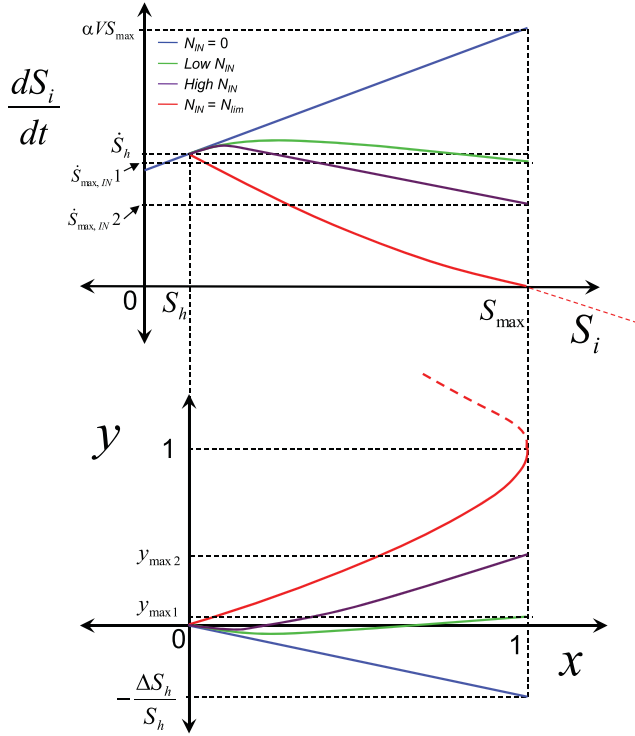 αVS_max
N_IN = 0
Low N_IN
High N_IN
N_IN = N_lim
dS_i
dt
Ṡ_h
Ṡ_max, IN 1
Ṡ_max, IN 2
0
S_h
S_max
S_i
y
1
y_max 2
y_max 1
0
1
x
−ΔS_h
S_h